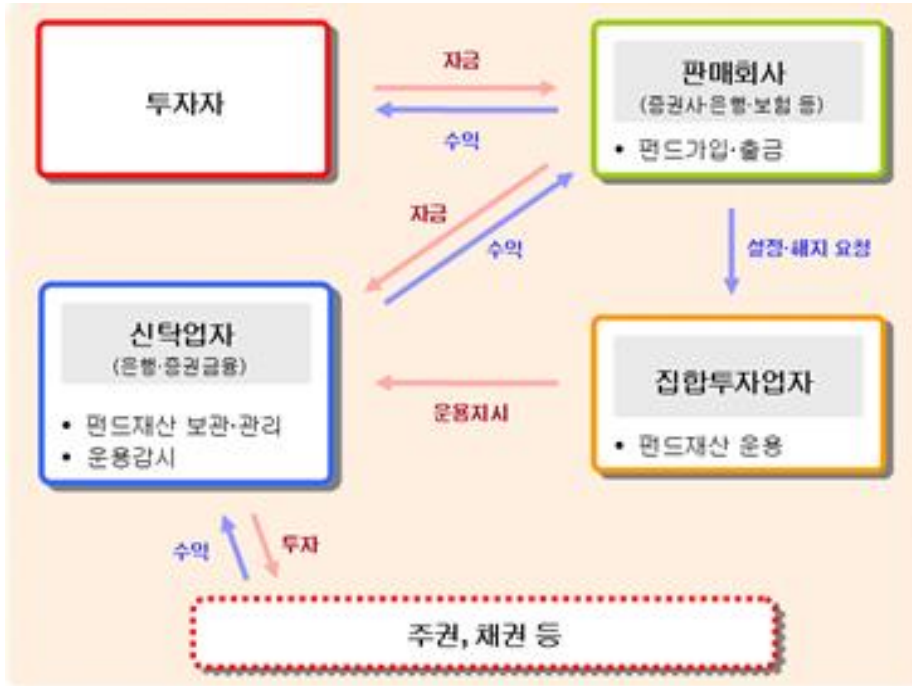 투자자
자금
수익
판매회사
(증권사·은행·보험 등)
• 펀드가입·출금
자금
수익
설정·해지 요청
신탁업자
(은행·증권금융)
• 펀드재산 보관·관리
• 운용감시
운용지시
집합투자업자
• 펀드재산 운용
수익
투자
주권, 채권 등